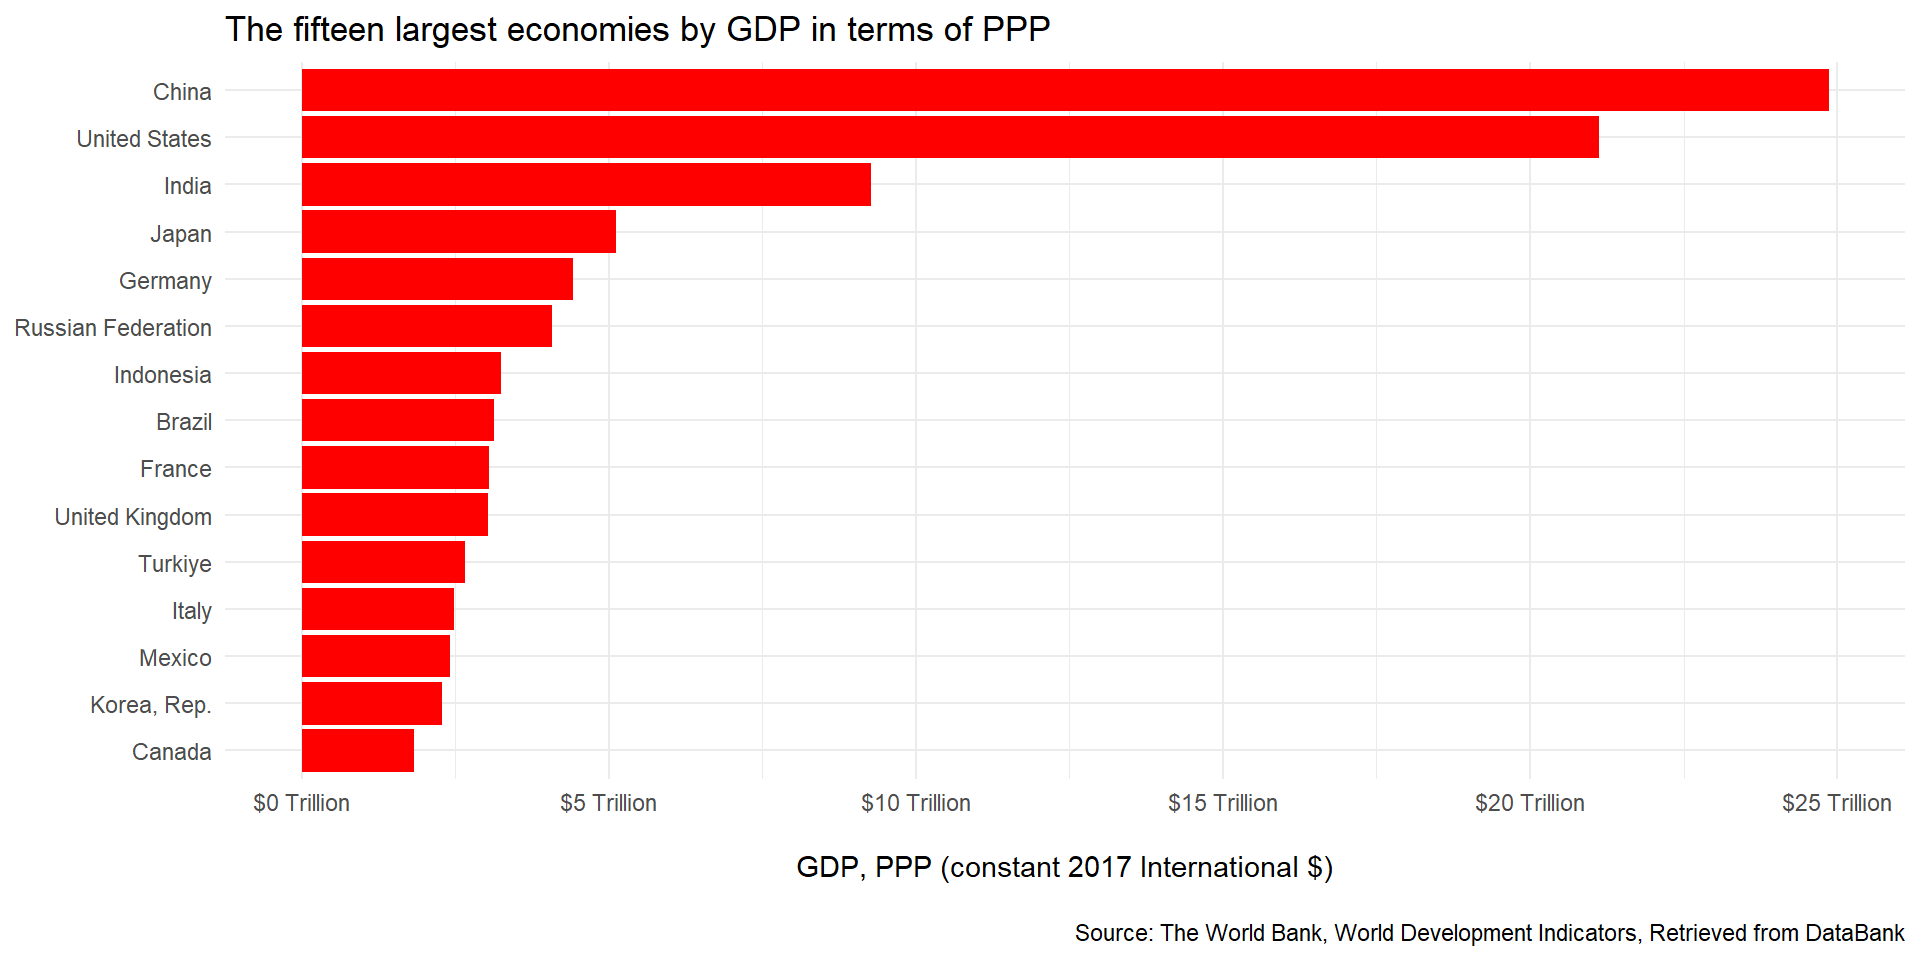 The fifteen largest economies by GDP in terms of PPP
China
United States
India
Japan
Germany
Russian Federation
Indonesia
Brazil
France
United Kingdom
Turkiye
Italy
Mexico
Korea, Rep.
Canada
$0 Trillion $5 Trillion $10 Trillion $15 Trillion $20 Trillion $25 Trillion
GDP, PPP (constant 2017 International $)
Source: The World Bank, World Development Indicators, Retrieved from DataBank